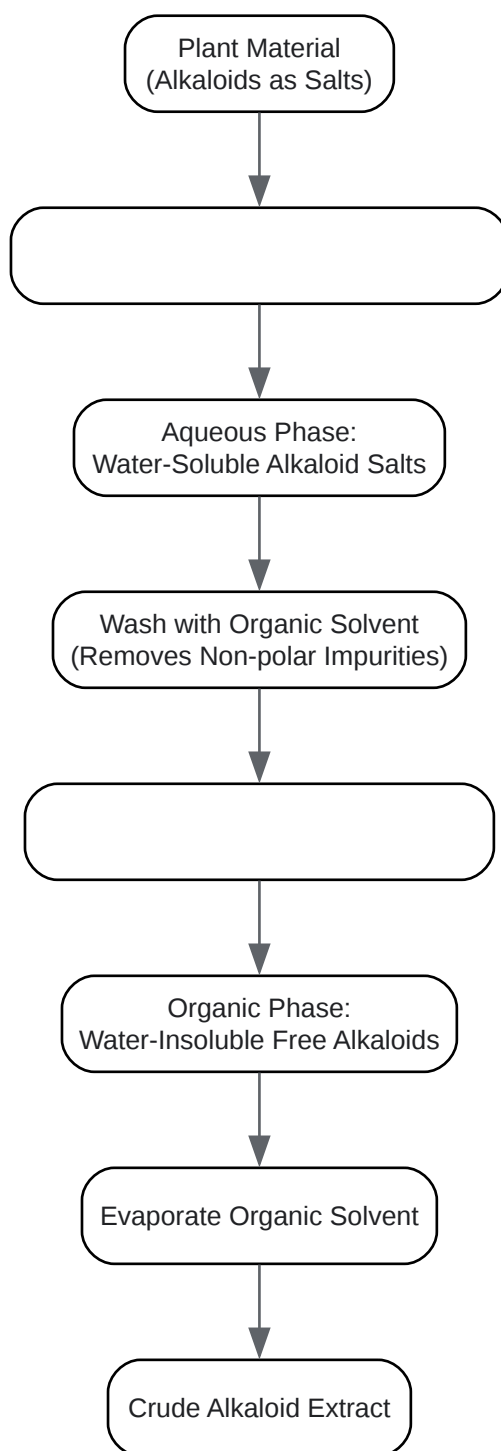 Plant Material
(Alkaloids as Salts)
Aqueous Phase:
Water-Soluble Alkaloid Salts
Wash with Organic Solvent
(Removes Non-polar Impurities)
Organic Phase:
Water-Insoluble Free Alkaloids
Evaporate Organic Solvent
Crude Alkaloid Extract